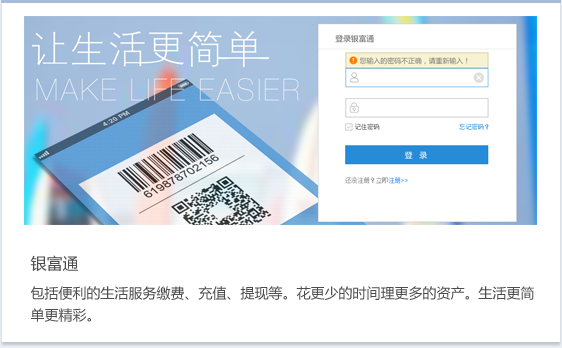 让生活更简单
MAKE LIFE EASIER
4:20 PM
619878702156
登录银富通
您输入的密码不正确，请重新输入！
记住密码
忘记密码？
登 录
还没注册？立即注册>>
银富通
包括便利的生活服务缴费、充值、提现等。花更少的时间理更多的资产。生活更简
单更精彩。